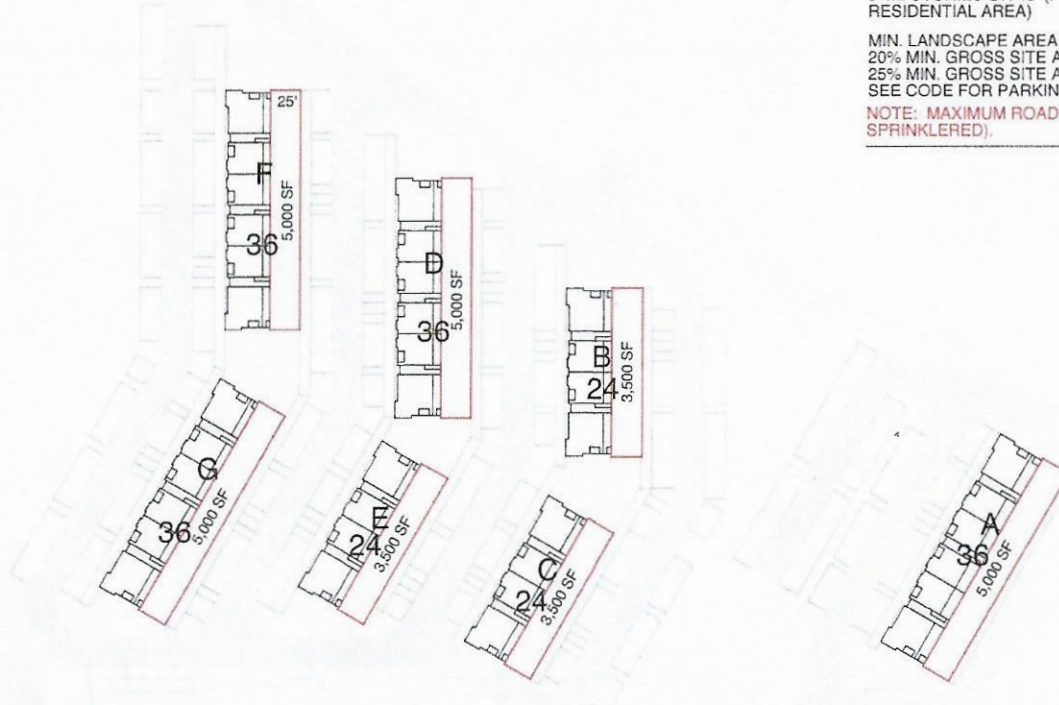 RESIDENTIAL AREA)
MIN. LANDSCAPE AREA
20% MIN. GROSS SITE A
25% MIN. GROSS SITE A
SEE CODE FOR PARKIN
NOTE: MAXIMUM ROAD
SPRINKLERED).
25'
F
36
5,000 SF
D
36
5,000 SF
B
24
3,500 SF
G
36
5,000 SF
E
24
3,500 SF
C
24
3,500 SF
A
36
5,000 SF